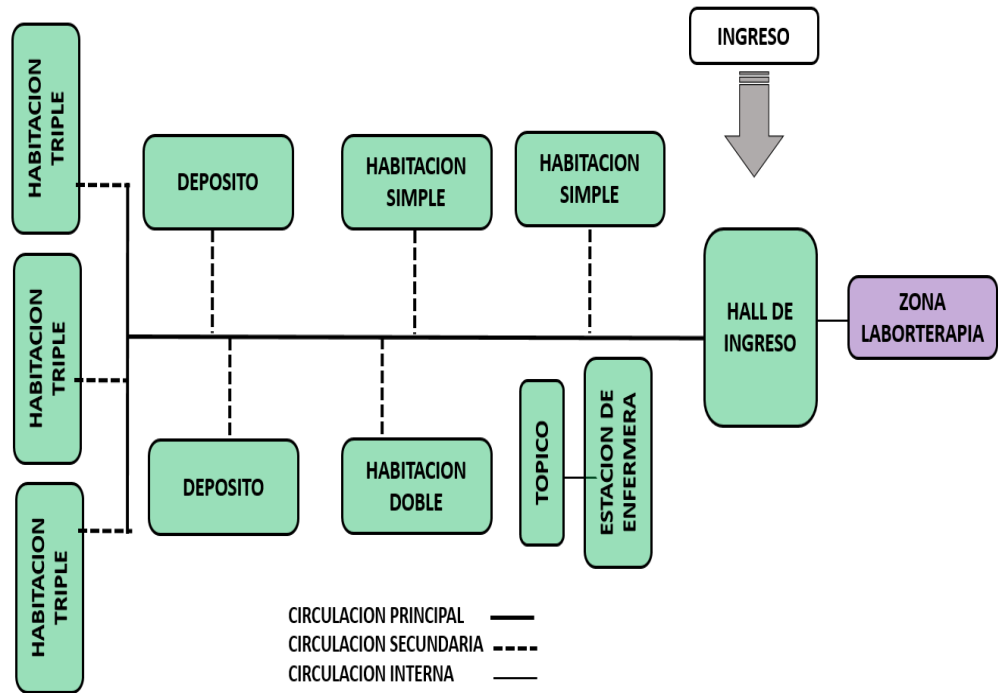 INGRESO
HABITACION
TRIPLE
DEPOSITO
HABITACION
SIMPLE
HABITACION
SIMPLE
HABITACION
TRIPLE
HALL DE
INGRESO
ZONA
LABORTERAPIA
DEPOSITO
HABITACION
DOBLE
TOPICO
ESTACION DE
ENFERMERA
HABITACION
TRIPLE
CIRCULACION PRINCIPAL
CIRCULACION SECUNDARIA
CIRCULACION INTERNA